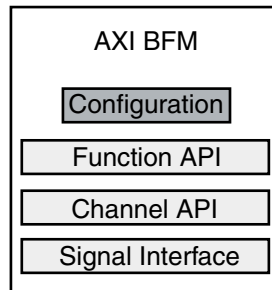 AXI BFM
Configuration
Function API
Channel API
Signal Interface